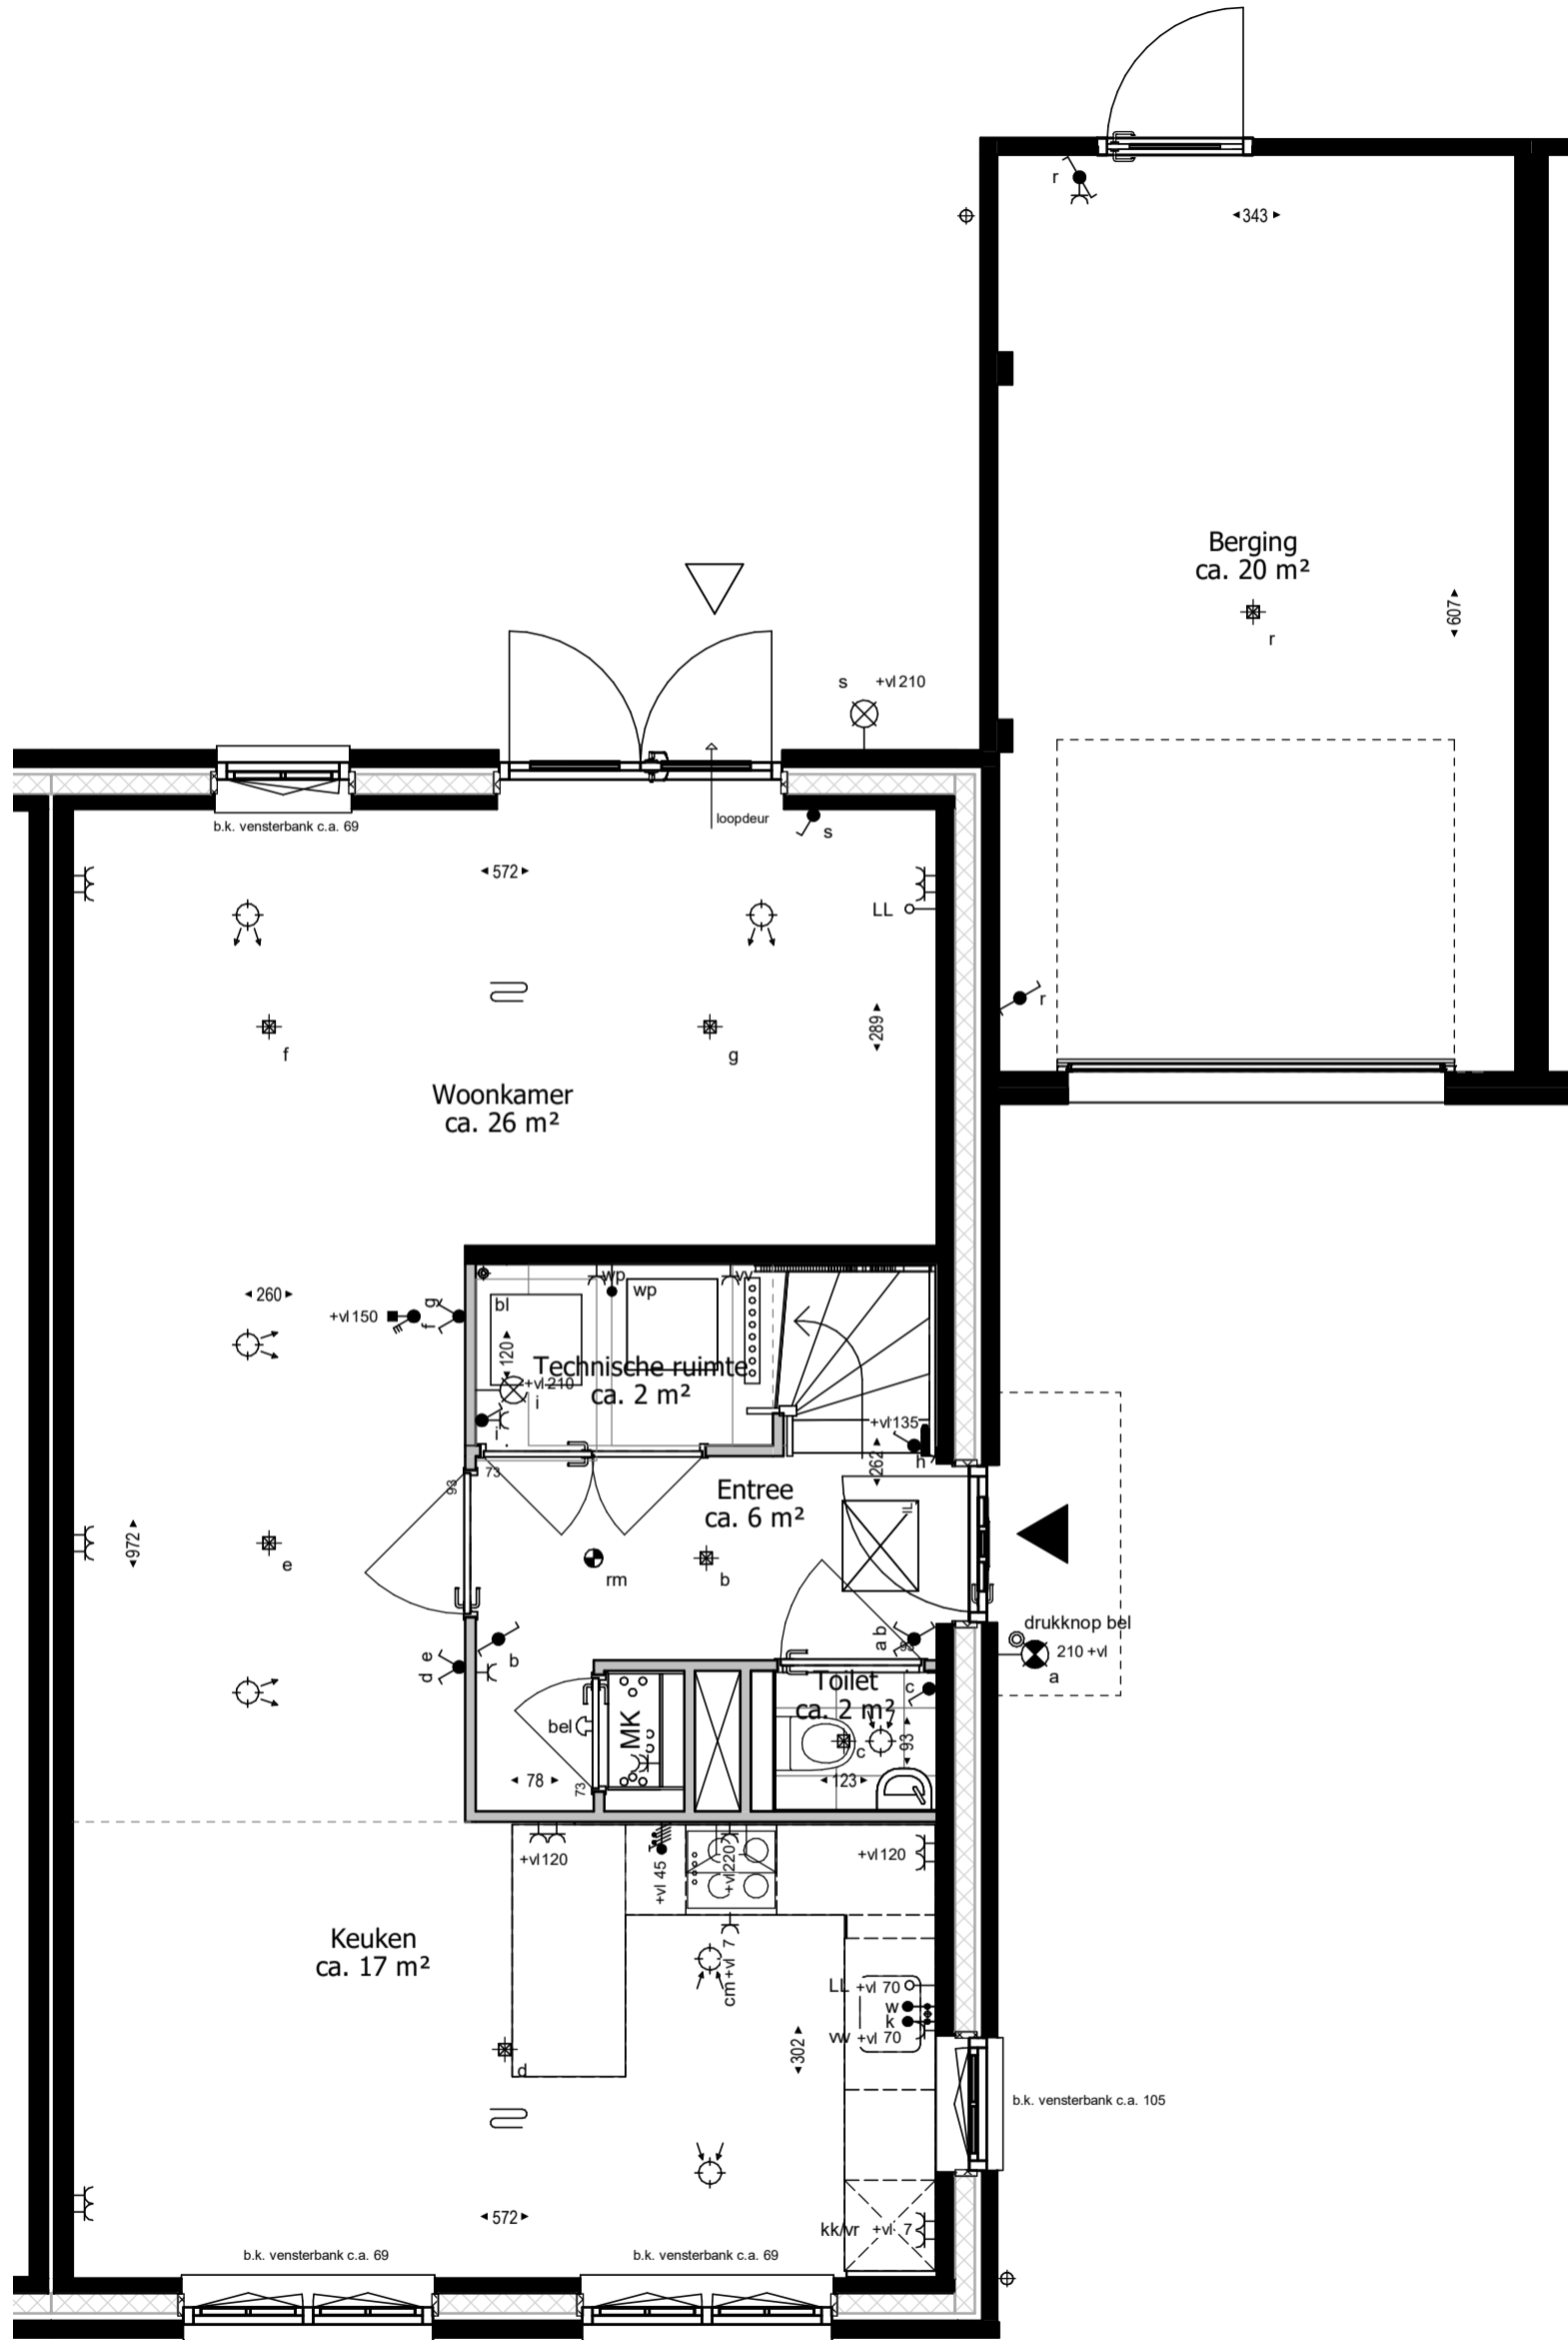 r
343
Berging
ca. 20 m²
607
r
s
+vl 210
loopdeur
b.k. vensterbank c.a. 69
s
572
LL
r
289
f
g
Woonkamer
ca. 26 m²
260
+vl 150
f g
wp
vv
wp
bl
120
Technische ruimte
ca. 2 m²
+vl 210
i
i
+vl 135
h
262
93
73
Entree
ca. 6 m²
972
e
rm
b
drukknop bel
210 +vl
a
a b
93
b
d e
Toilet
ca. 2 m²
c
bel
MK
c
93
78
73
123
+vl 120
+vl 45
+vl 220
+vl 120
Keuken
ca. 17 m²
cm +vl 7
LL +vl 70
w
k
vw +vl 70
302
d
b.k. vensterbank c.a. 105
572
kk/vr +vl 7
b.k. vensterbank c.a. 69
b.k. vensterbank c.a. 69